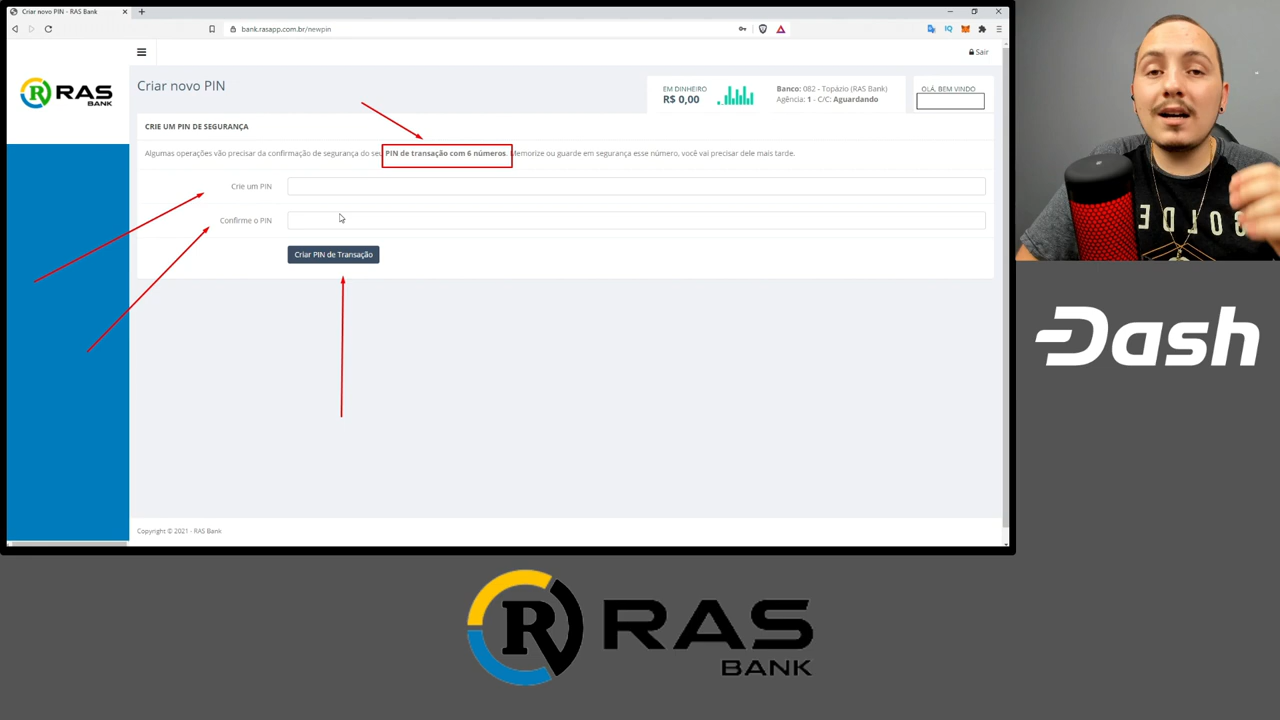 Criar novo PIN - RAS Bank
bank.rasapp.com.br/newpin
Sair
RAS
BANK
Criar novo PIN
EM DINHEIRO
R$ 0,00
Banco: 082 - Topázio (RAS Bank)
Agência: 1 - C/C: Aguardando
OLÁ, BEM VINDO
CRIE UM PIN DE SEGURANÇA
Algumas operações vão precisar da confirmação de segurança do seu PIN de transação com 6 números. Memorize ou guarde em segurança esse número, você vai precisar dele mais tarde.
Crie um PIN
Confirme o PIN
Criar PIN de Transação
Copyright © 2021 - RAS Bank
Dash
R RAS
BANK